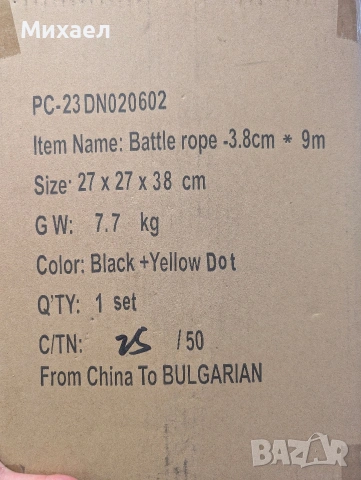 Михаел
PC-23DN020602
Item Name: Battle rope -3.8cm * 9m
Size: 27 x 27 x 38 cm
G W: 7.7 kg
Color: Black +Yellow Dot
Q'TY: 1 set
C/TN: 25 /50
From China To BULGARIAN
BAZAR